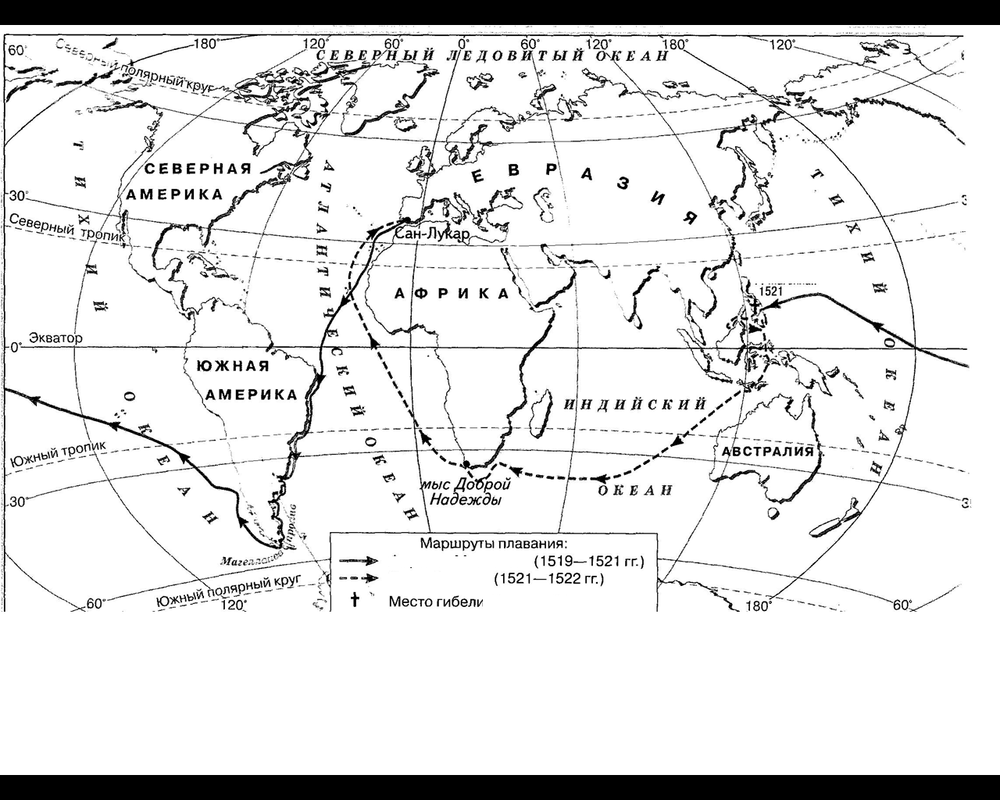 180° 120° 60° 0° 60° 120° 180° 120°
60°
СЕВЕРНЫЙ ЛЕДОВИТЫЙ ОКЕАН
Северный полярный круг
ТИХИЙ
СЕВЕРНАЯ
АМЕРИКА
АТЛАНТИЧЕСКИЙ ОКЕАН
ЕВРАЗИЯ
ТИХИЙ
30°
Северный тропик
Сан-Лукар
АФРИКА
1521
Экватор
0°
ЮЖНАЯ
АМЕРИКА
ОКЕАН
ИНДИЙСКИЙ
ОКЕАН
ОКЕАН
АВСТРАЛИЯ
Южный тропик
30°
мыс Доброй
Надежды
Магелланов
пролив
Южный полярный круг
60° 120° 180° 60°
Маршруты плавания:
(1519—1521 гг.)
(1521—1522 гг.)
Место гибели